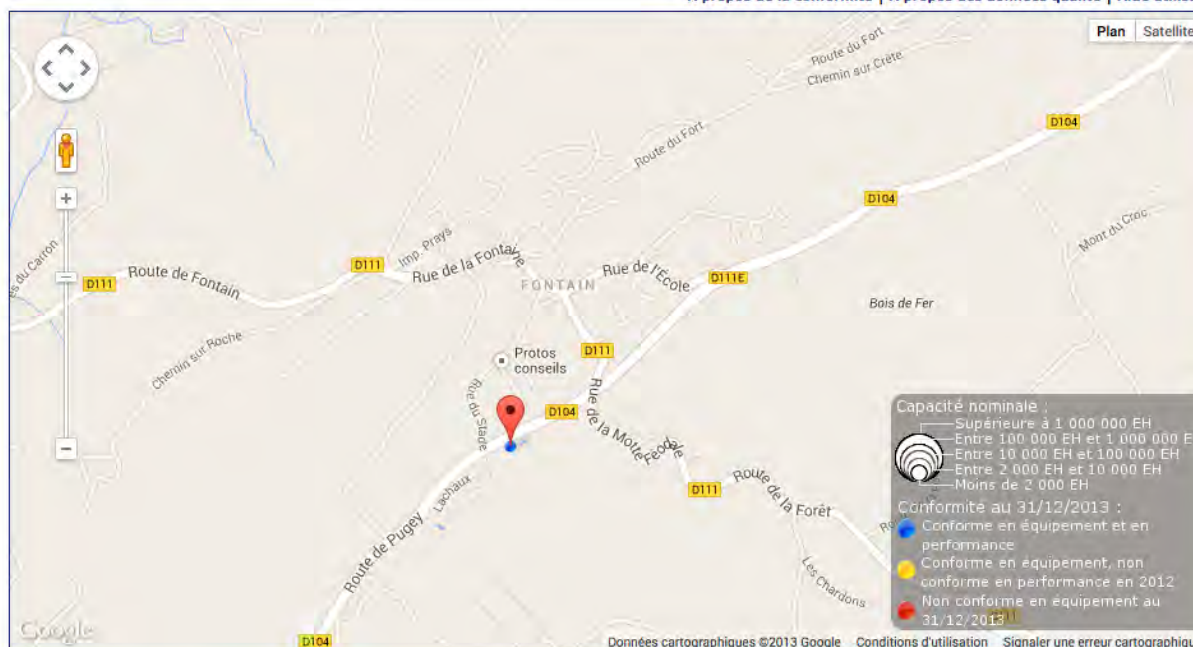 Plan
Satellite
Route du Fort
Chemin sur Crète
D104
Route du Fort
D104
Mont du Croc
Imp. Prays
D111
Rue de la Fontaine
D111E
Rue de l'École
FONTAIN
es du Carron
D111
Route de Fontain
Bois de Fer
Chemin sur Roche
Protos
conseils
D111
Rue du Stade
D104
Rue de la Motte Feodale
Capacité nominale :
Supérieure à 1 000 000 EH
Entre 100 000 EH et 1 000 000 E
Entre 10 000 EH et 100 000 EH
Entre 2 000 EH et 10 000 EH
Moins de 2 000 EH
D111
Route de la Forêt
Lachaux
Route de Pugey
Conformité au 31/12/2013 :
Conforme en équipement et en
performance
Conforme en équipement, non
conforme en performance en 2012
Non conforme en équipement au
31/12/2013
Les Chardons
D111
Google
D104
Données cartographiques ©2013 Google
Conditions d'utilisation
Signaler une erreur cartographiqu